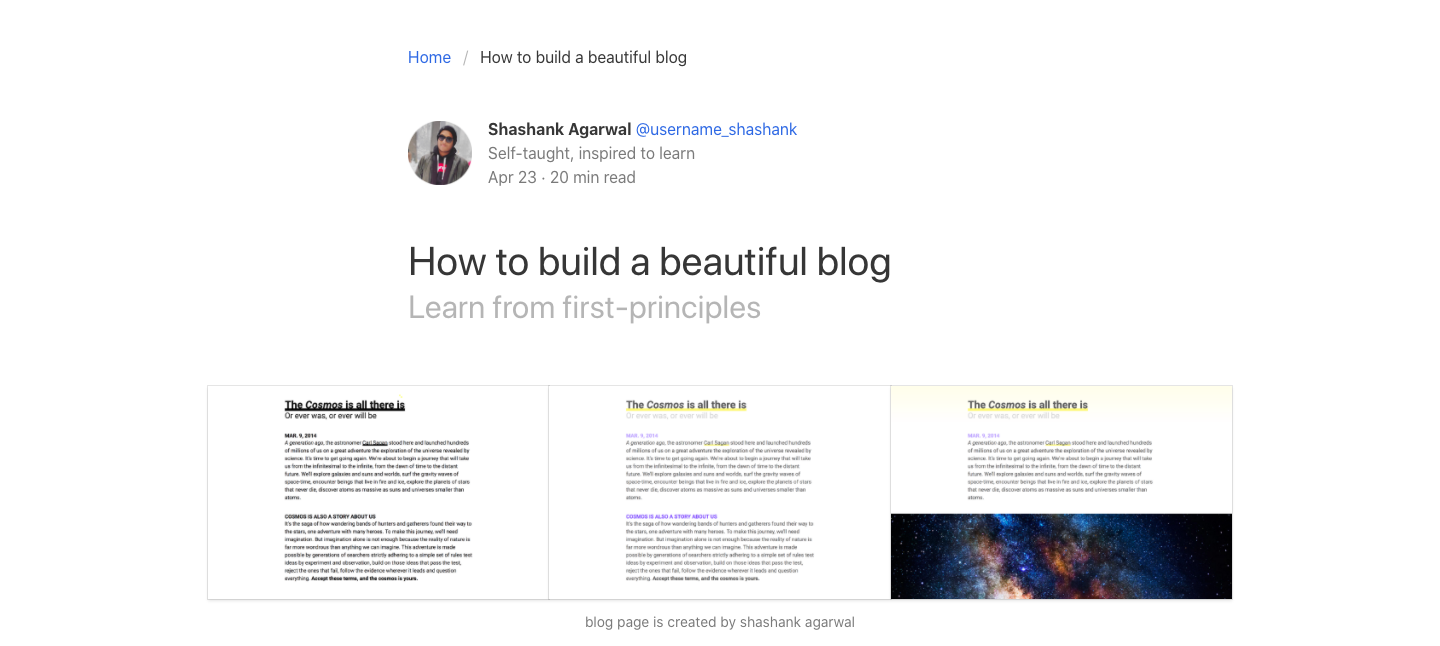 Home / How to build a beautiful blog
Shashank Agarwal @username_shashank
Self-taught, inspired to learn
Apr 23 · 20 min read
How to build a beautiful blog
Learn from first-principles
The Cosmos is all there is
Or ever was, or ever will be
MAR. 9, 2014
A generation ago, the astronomer Carl Sagan stood here and launched hundreds
of millions of us on a great adventure the exploration of the universe revealed by
science. It's time to get going again. We're about to begin a journey that will take
us from the infinitesimal to the infinite, from the dawn of time to the distant
future. We'll explore galaxies and suns and worlds, surf the gravity waves of
space-time, encounter beings that live in fire and ice, explore the planets of stars
that never die, discover atoms as massive as suns and universes smaller than
atoms.
COSMOS IS ALSO A STORY ABOUT US
It's the saga of how wandering bands of hunters and gatherers found their way to
the stars, one adventure with many heroes. To make this journey, we'll need
imagination. But imagination alone is not enough because the reality of nature is
far more wondrous than anything we can imagine. This adventure is made
possible by generations of searchers strictly adhering to a simple set of rules test
ideas by experiment and observation, build on those ideas that pass the test,
reject the ones that fail, follow the evidence wherever it leads and question
everything. Accept these terms, and the cosmos is yours.
The Cosmos is all there is
Or ever was, or ever will be
MAR. 9, 2014
A generation ago, the astronomer Carl Sagan stood here and launched hundreds
of millions of us on a great adventure the exploration of the universe revealed by
science. It's time to get going again. We're about to begin a journey that will take
us from the infinitesimal to the infinite, from the dawn of time to the distant
future. We'll explore galaxies and suns and worlds, surf the gravity waves of
space-time, encounter beings that live in fire and ice, explore the planets of stars
that never die, discover atoms as massive as suns and universes smaller than
atoms.
COSMOS IS ALSO A STORY ABOUT US
It's the saga of how wandering bands of hunters and gatherers found their way to
the stars, one adventure with many heroes. To make this journey, we'll need
imagination. But imagination alone is not enough because the reality of nature is
far more wondrous than anything we can imagine. This adventure is made
possible by generations of searchers strictly adhering to a simple set of rules test
ideas by experiment and observation, build on those ideas that pass the test,
reject the ones that fail, follow the evidence wherever it leads and question
everything. Accept these terms, and the cosmos is yours.
The Cosmos is all there is
Or ever was, or ever will be
MAR. 9, 2014
A generation ago, the astronomer Carl Sagan stood here and launched hundreds
of millions of us on a great adventure the exploration of the universe revealed by
science. It's time to get going again. We're about to begin a journey that will take
us from the infinitesimal to the infinite, from the dawn of time to the distant
future. We'll explore galaxies and suns and worlds, surf the gravity waves of
space-time, encounter beings that live in fire and ice, explore the planets of stars
that never die, discover atoms as massive as suns and universes smaller than
atoms.
blog page is created by shashank agarwal